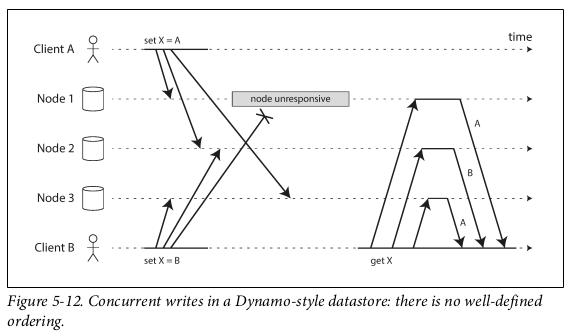 set X = A
time
Client A
Node 1
node unresponsive
A
Node 2
B
Node 3
A
Client B
set X = B
get X
Figure 5-12. Concurrent writes in a Dynamo-style datastore: there is no well-defined
ordering.